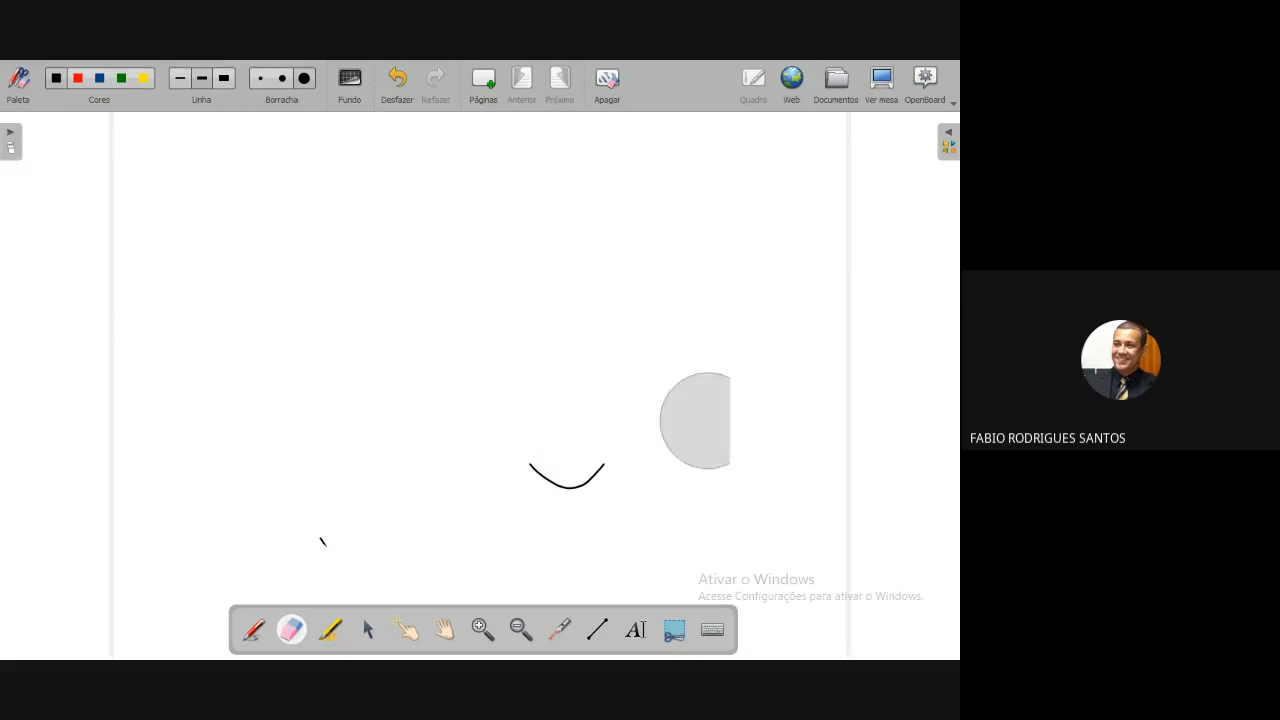 Paleta
Cores
Linha
Borracha
Fundo
Desfazer
Refazer
Páginas
Anterior
Próximo
Apagar
Quadro
Web
Documentos
Ver mesa
OpenBoard
FABIO RODRIGUES SANTOS
Ativar o Windows
Acesse Configurações para ativar o Windows.
A